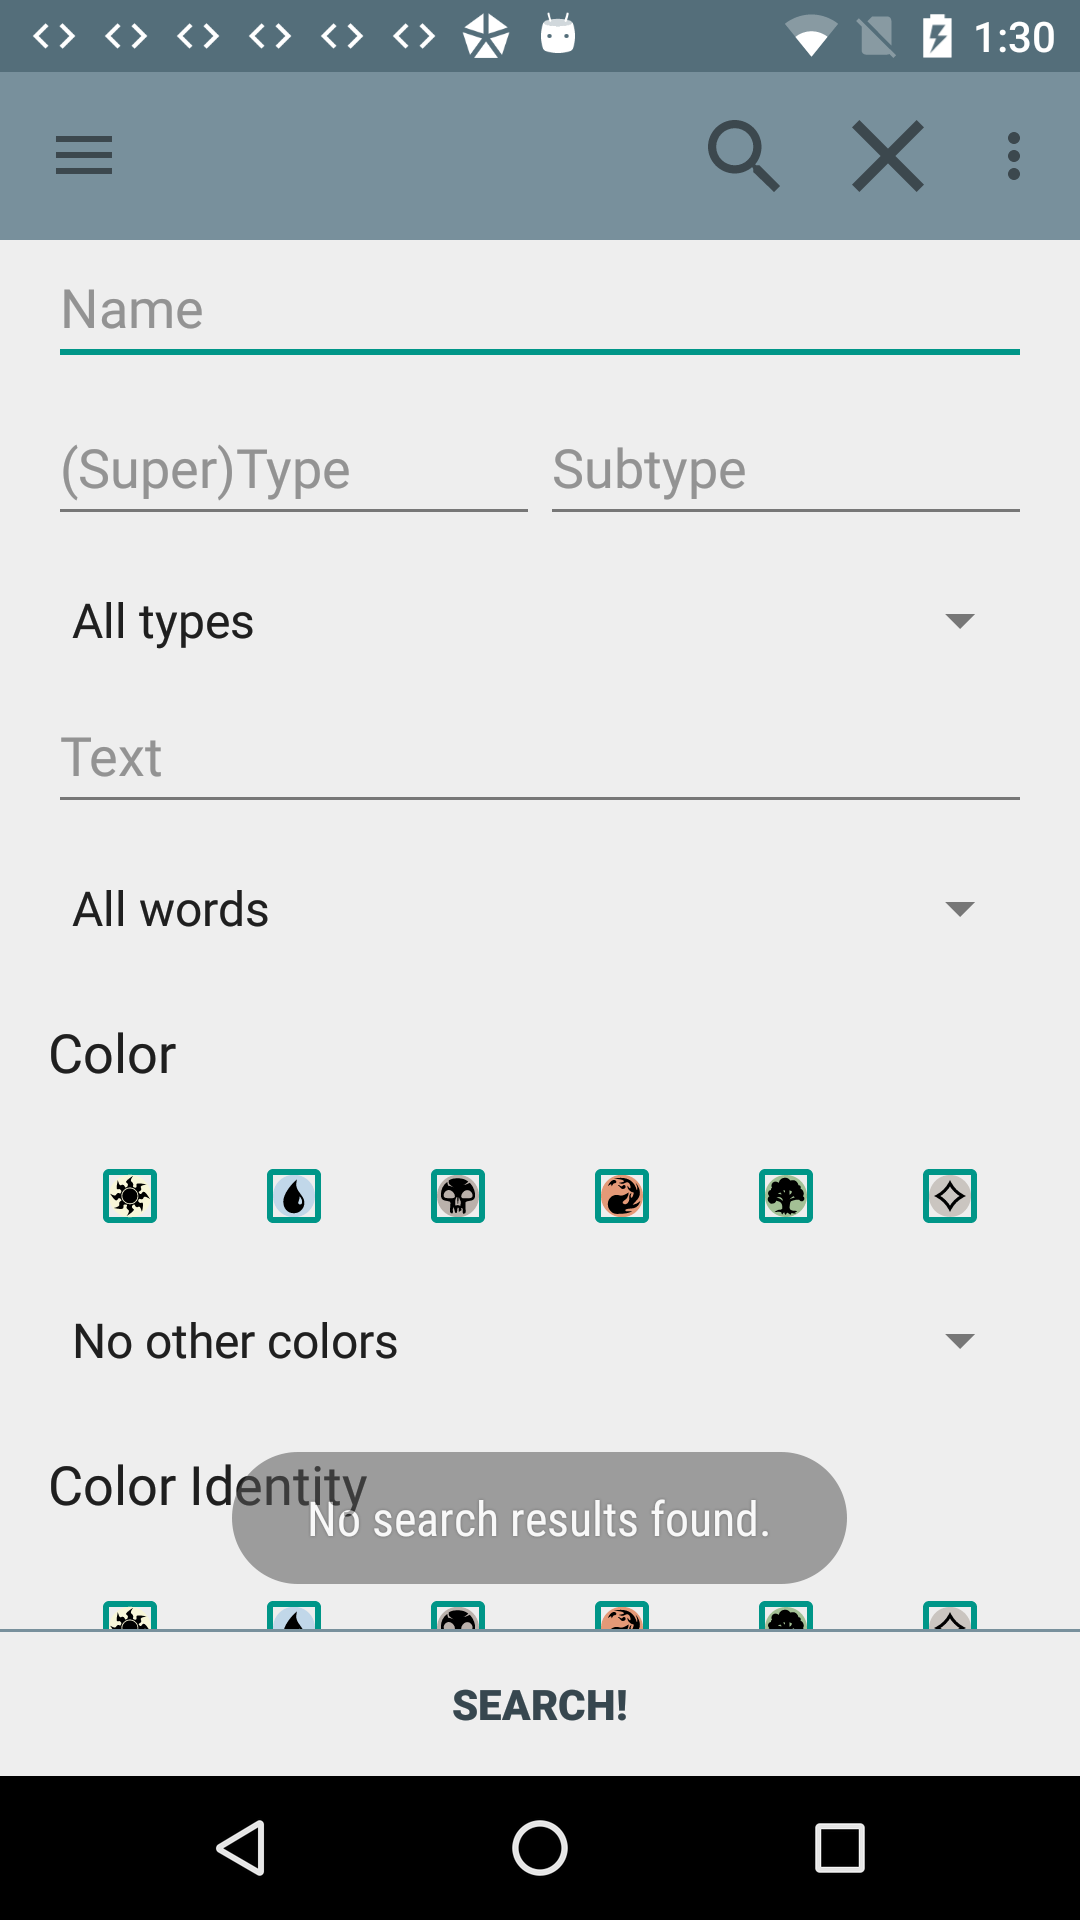 1:30
Name
(Super)Type Subtype
All types
Text
All words
Color
No other colors
Color Identity
No search results found.
SEARCH!